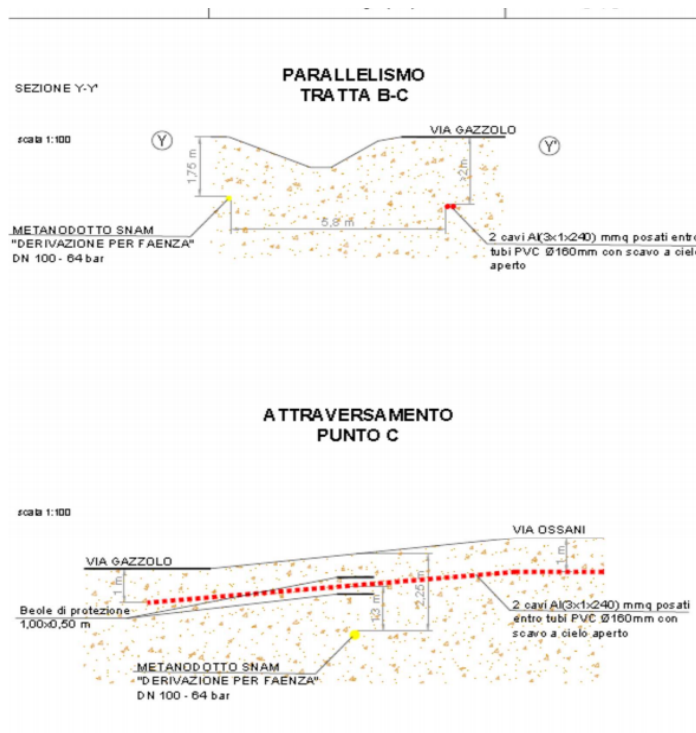 PARALLELISMO
TRATTA B-C
SEZIONE Y-Y'
scala 1:100
Y
VIA GAZZOLO
Y'
1,75 m
>2m
5,8 m
METANODOTTO SNAM
"DERIVAZIONE PER FAENZA"
DN 100 - 64 bar
2 cavi Al(3x1x240) mmq posati entro
tubi PVC Ø160mm con scavo a cielo
aperto
ATTRAVERSAMENTO
PUNTO C
scala 1:100
VIA OSSANI
VIA GAZZOLO
1 m
1 m
2,25 m
Beole di protezione
1,00x0,50 m
2 cavi Al(3x1x240) mmq posati
entro tubi PVC Ø160mm con
scavo a cielo aperto
METANODOTTO SNAM
"DERIVAZIONE PER FAENZA"
DN 100 - 64 bar